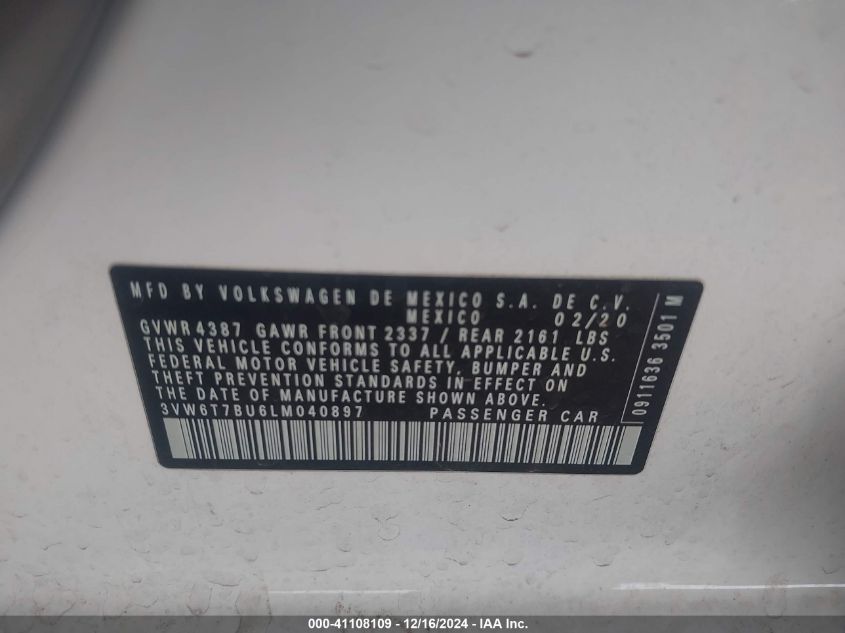 MFD BY VOLKSWAGEN DE MEXICO S.A. DE C.V.
MEXICO 02/20
GVWR 4387 GAWR FRONT 2337 / REAR 2161 LBS
THIS VEHICLE CONFORMS TO ALL APPLICABLE U.S.
FEDERAL MOTOR VEHICLE SAFETY, BUMPER AND
THEFT PREVENTION STANDARDS IN EFFECT ON
THE DATE OF MANUFACTURE SHOWN ABOVE.
3VW6T7BU6LM040897 PASSENGER CAR
0911636 3501 M
000-41108109 - 12/16/2024 - IAA Inc.